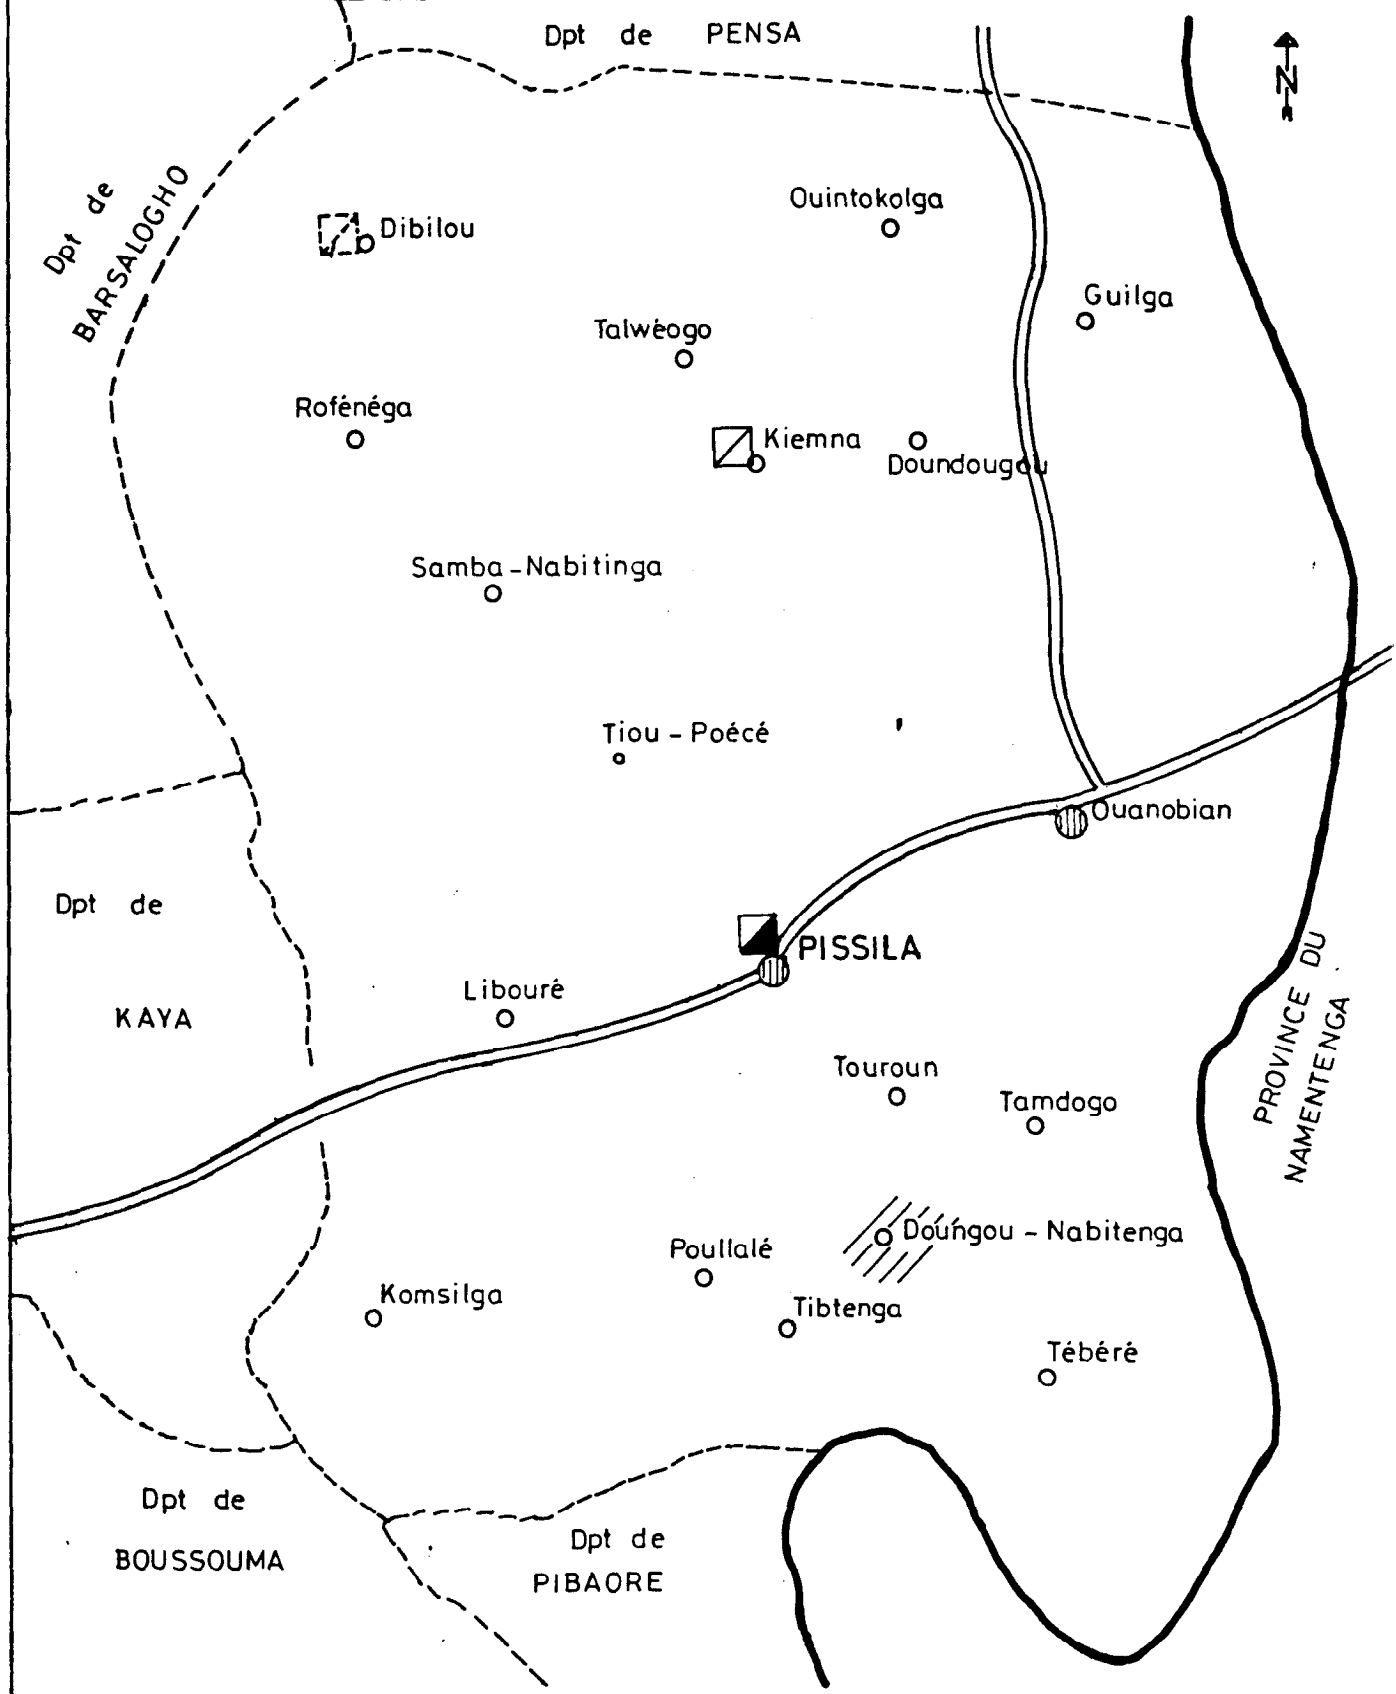 Dpt de PENSA
N
Dpt de
BARSALOGHO
Ouintokolga
Dibilou
Guilga
Talwéogo
Rofénéga
Kiemna
Doundougou
Samba - Nabitinga
Tiou - Poécé
Ouanobian
Dpt de
KAYA
PISSILA
Libouré
PROVINCE DU
NAMENTENGA
Touroun
Tamdogo
Doungou - Nabitenga
Poullalé
Komsilga
Tibtenga
Tébéré
Dpt de
BOUSSOUMA
Dpt de
PIBAORE